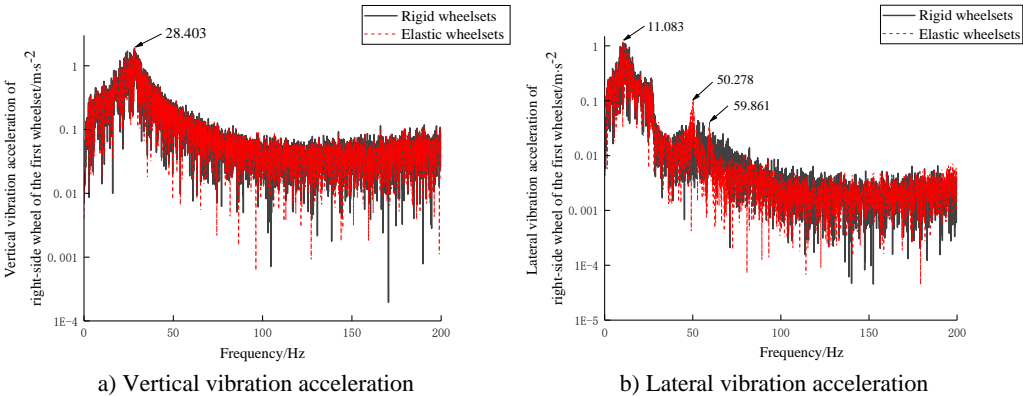 Rigid wheelsets
Elastic wheelsets
28.403
Vertical vibration acceleration of
right-side wheel of the first wheelset/m·s⁻²
1
0.1
0.01
0.001
1E-4
0 50 100 150 200
Frequency/Hz
a) Vertical vibration acceleration
Rigid wheelsets
Elastic wheelsets
11.083
50.278
59.861
Lateral vibration acceleration of
right-side wheel of the first wheelset/m·s⁻²
1
0.1
0.01
0.001
1E-4
1E-5
0 50 100 150 200
Frequency/Hz
b) Lateral vibration acceleration